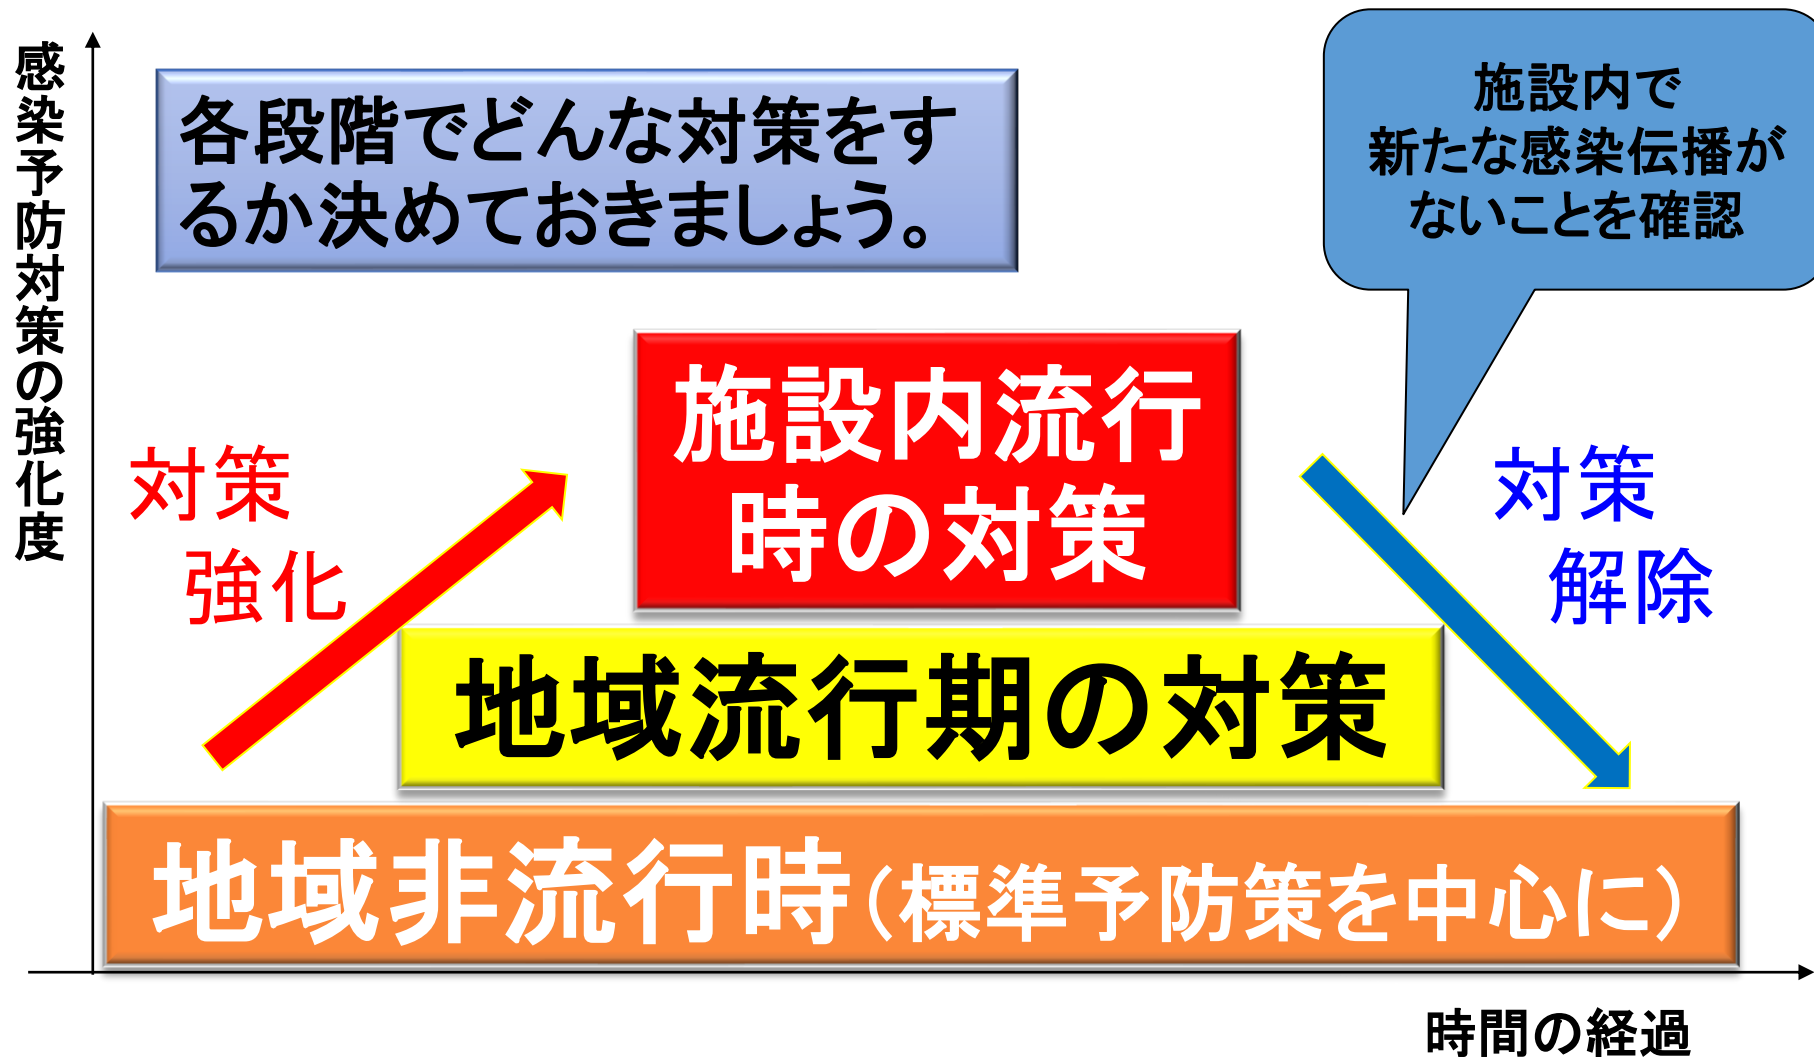 感染予防対策の強化度
各段階でどんな対策をす
るか決めておきましょう。
施設内で
新たな感染伝播が
ないことを確認
施設内流行
時の対策
対策
強化
対策
解除
地域流行期の対策
地域非流行時（標準予防策を中心に）
時間の経過